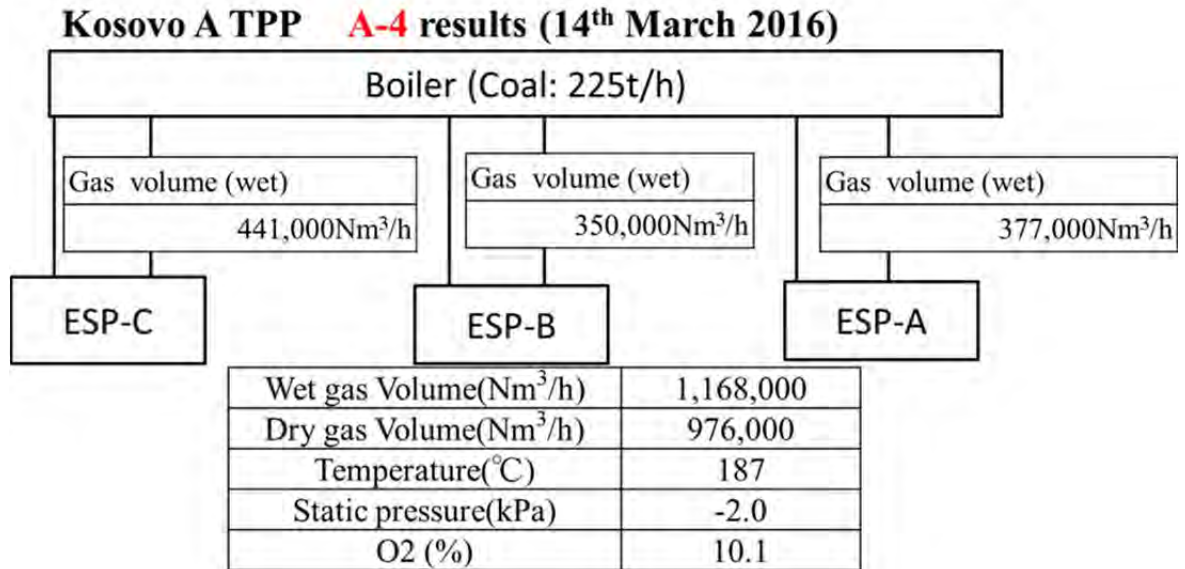 Kosovo A TPP A-4 results (14th March 2016)
Boiler (Coal: 225t/h)
Gas volume (wet)
441,000Nm³/h
Gas volume (wet)
350,000Nm³/h
Gas volume (wet)
377,000Nm³/h
ESP-C
ESP-B
ESP-A
Wet gas Volume(Nm³/h) 1,168,000
Dry gas Volume(Nm³/h) 976,000
Temperature(℃) 187
Static pressure(kPa) -2.0
O2 (%) 10.1